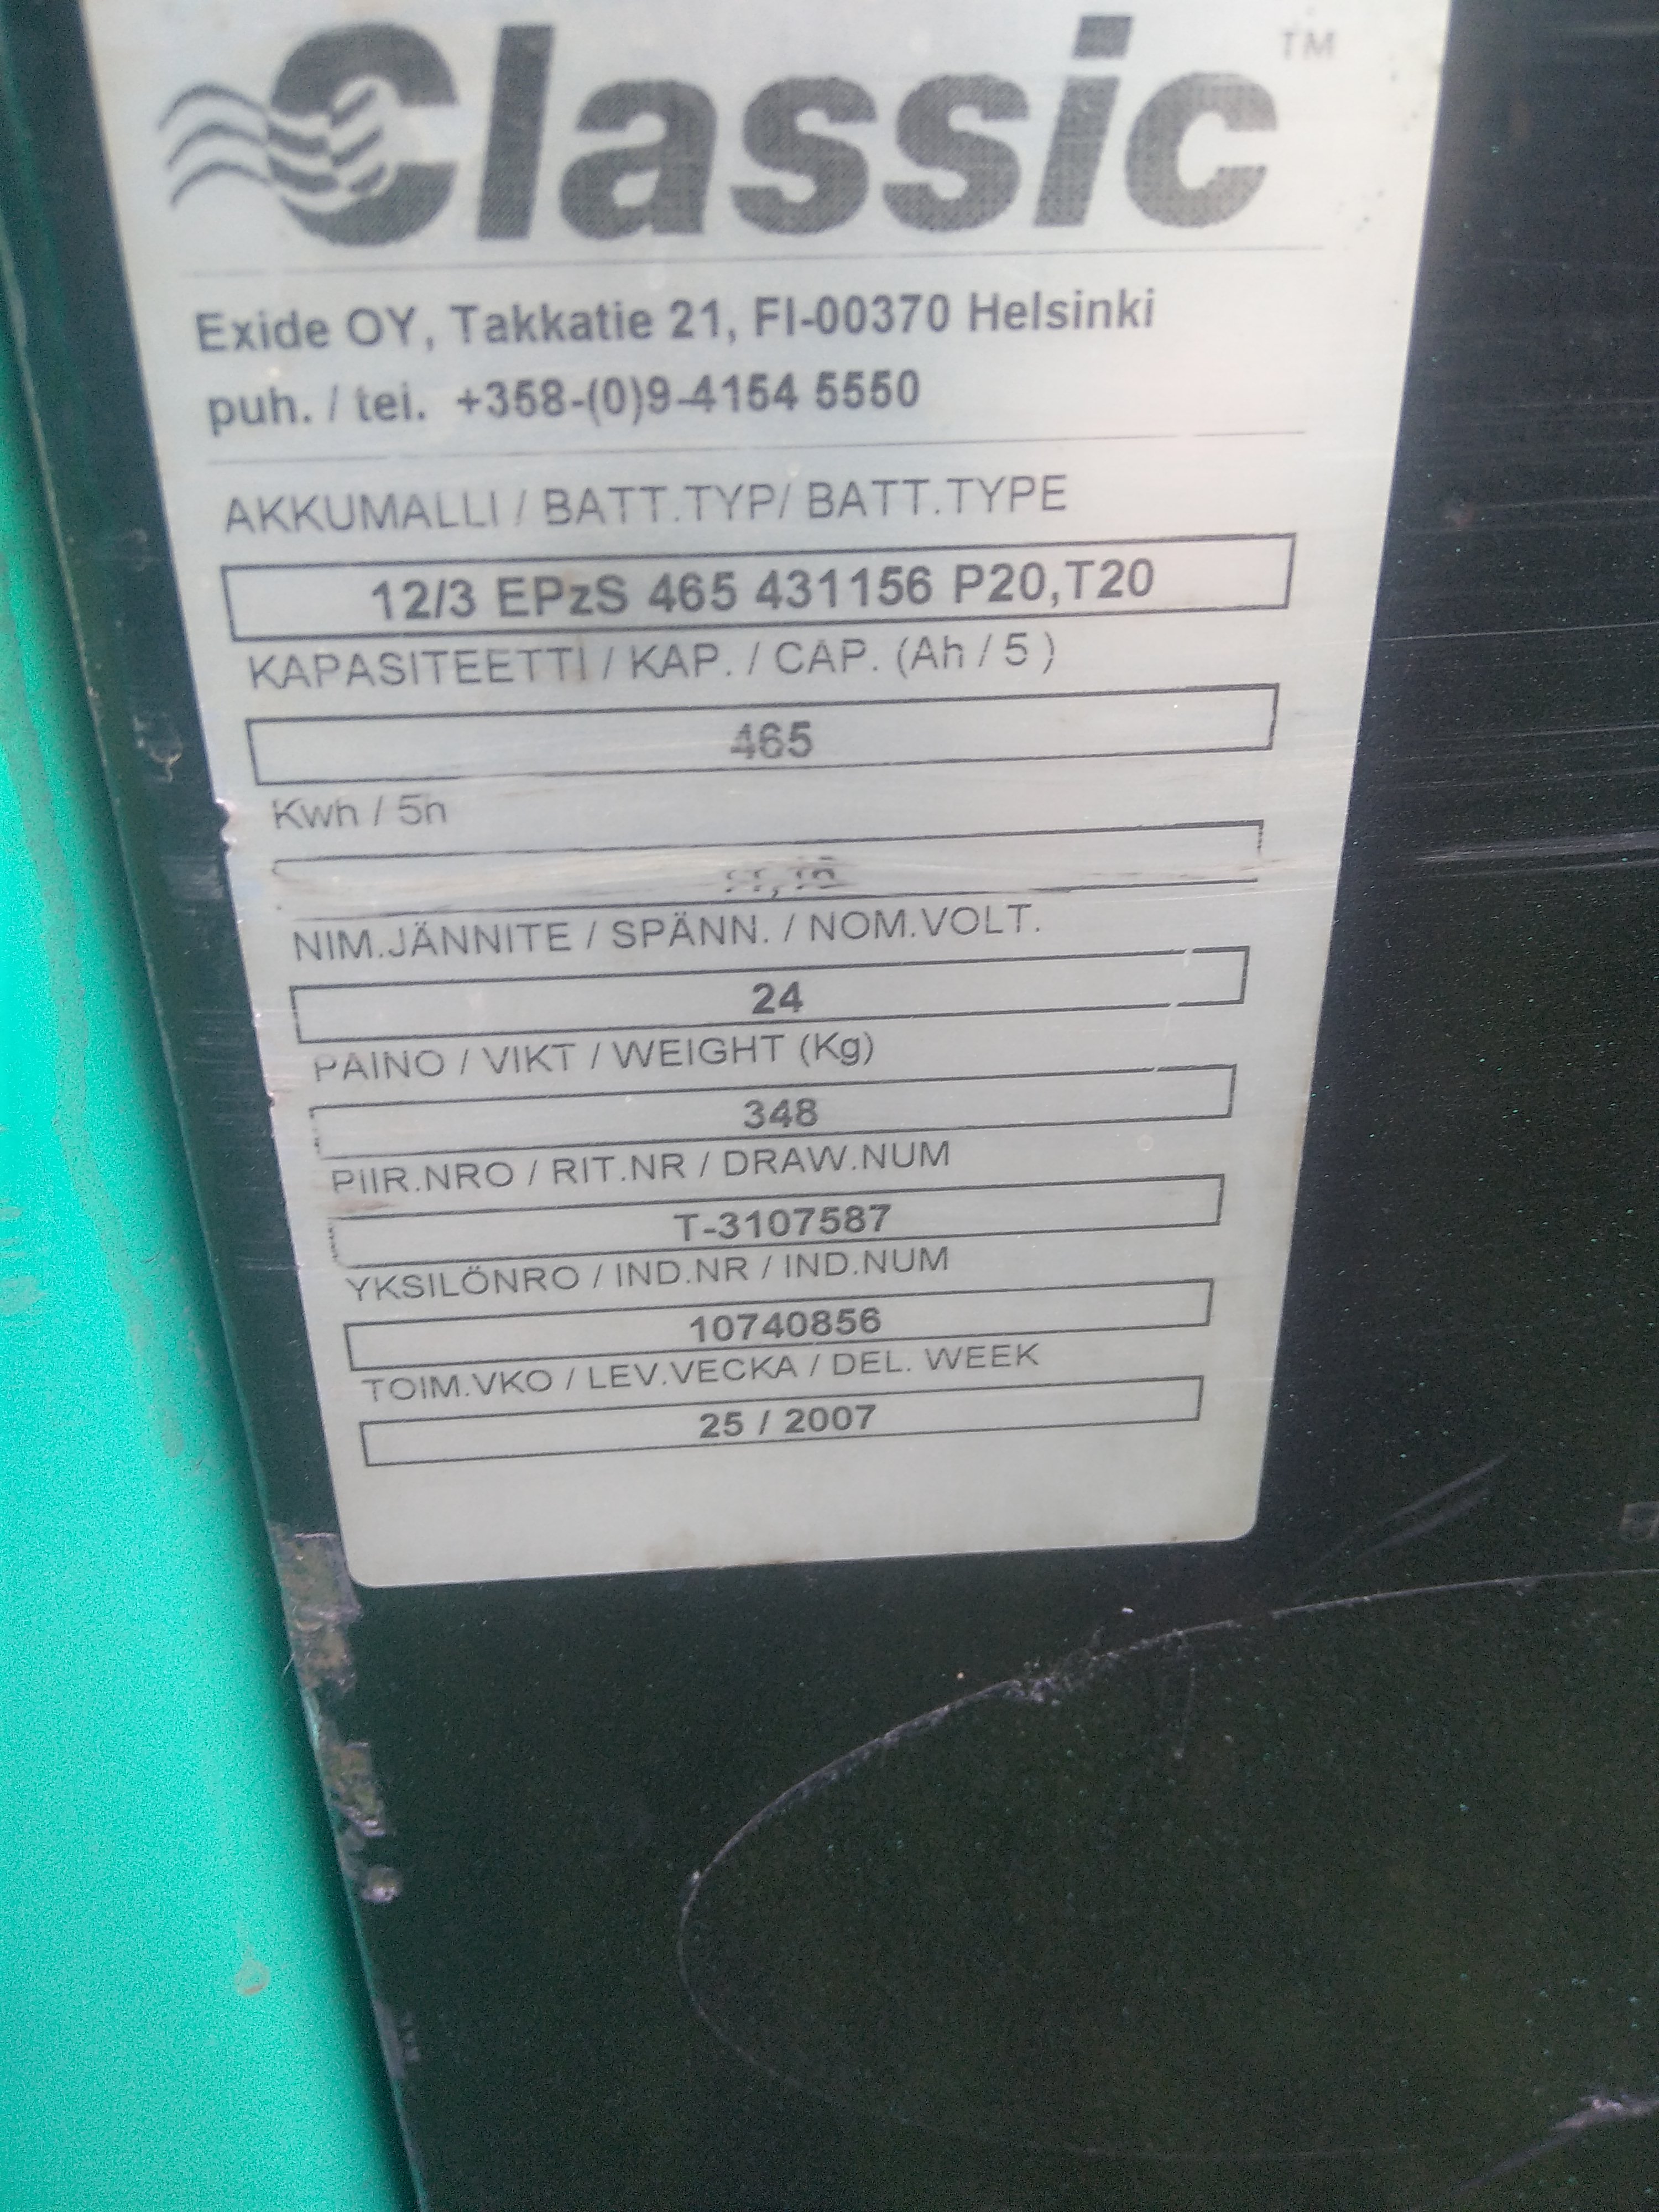 Classic™
Exide OY, Takkatie 21, FI-00370 Helsinki
puh. / tel. +358-(0)9-4154 5550
AKKUMALLI / BATT.TYP/ BATT.TYPE
12/3 EPzS 465 431156 P20,T20
KAPASITEETTI / KAP. / CAP. (Ah / 5 )
465
Kwh / 5h
NIM.JÄNNITE / SPÄNN. / NOM.VOLT.
24
PAINO / VIKT / WEIGHT (Kg)
348
PIIR.NRO / RIT.NR / DRAW.NUM
T-3107587
YKSILÖNRO / IND.NR / IND.NUM
10740856
TOIM.VKO / LEV.VECKA / DEL. WEEK
25 / 2007